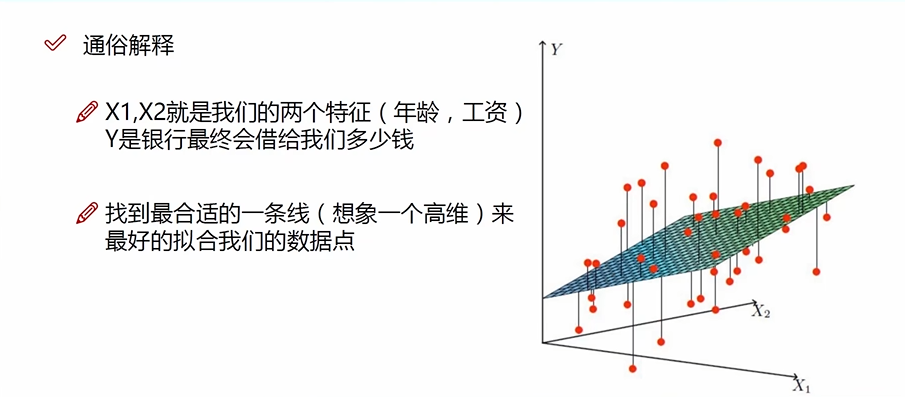 通俗解释
X1,X2就是我们的两个特征（年龄，工资）
Y是银行最终会借给我们多少钱
找到最合适的一条线（想象一个高维）来
最好的拟合我们的数据点
Y
X2
X1